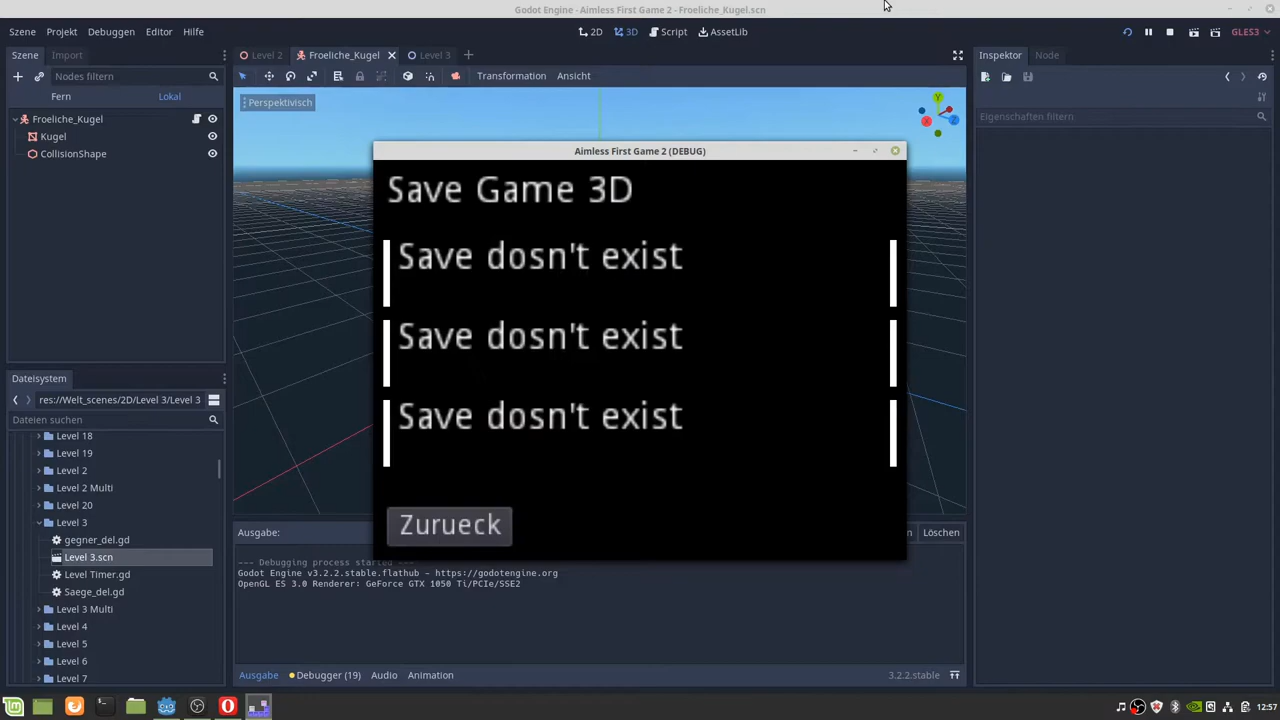 Godot Engine - Aimless First Game 2 - Froeliche_Kugel.scn
Szene Projekt Debuggen Editor Hilfe
2D 3D Script AssetLib
GLES3
Szene Import
Level 2 Froeliche_Kugel Level 3
Inspektor Node
Nodes filtern
Transformation Ansicht
Fern Lokal
Perspektivisch
Eigenschaften filtern
Froeliche_Kugel
Kugel
CollisionShape
Aimless First Game 2 (DEBUG)
Save Game 3D
Save dosn't exist
Save dosn't exist
Save dosn't exist
Zurueck
Dateisystem
res://Welt_scenes/2D/Level 3/Level 3
Dateien suchen
Level 18
Level 19
Level 2
Level 2 Multi
Level 20
Level 3
gegner_del.gd
Level 3.scn
Level Timer.gd
Saege_del.gd
Level 3 Multi
Level 4
Level 5
Level 6
Level 7
Ausgabe:
Löschen
--- Debugging process started
Godot Engine v3.2.2.stable.flathub - https://godotengine.org
OpenGL ES 3.0 Renderer: GeForce GTX 1050 Ti/PCIe/SSE2
Ausgabe Debugger (19) Audio Animation
3.2.2.stable
12:57